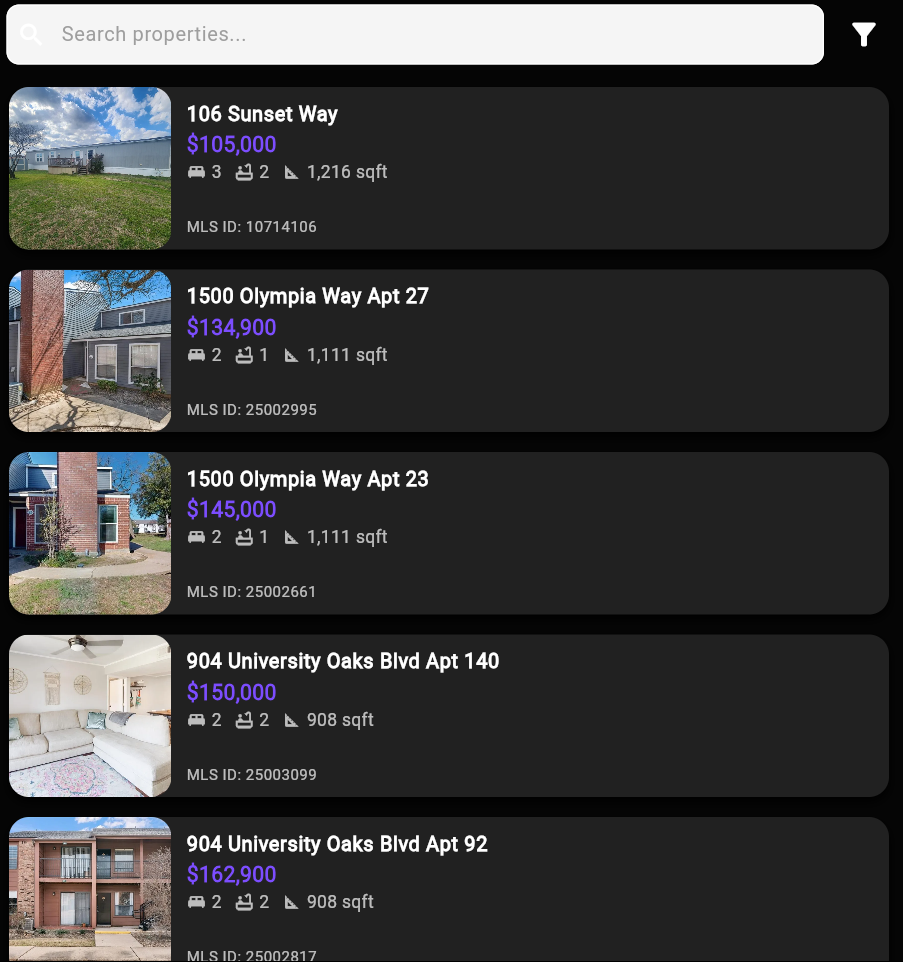 Search properties...
106 Sunset Way
$105,000
3 2 1,216 sqft
MLS ID: 10714106
1500 Olympia Way Apt 27
$134,900
2 1 1,111 sqft
MLS ID: 25002995
1500 Olympia Way Apt 23
$145,000
2 1 1,111 sqft
MLS ID: 25002661
904 University Oaks Blvd Apt 140
$150,000
2 2 908 sqft
MLS ID: 25003099
904 University Oaks Blvd Apt 92
$162,900
2 2 908 sqft
MLS ID: 25002817